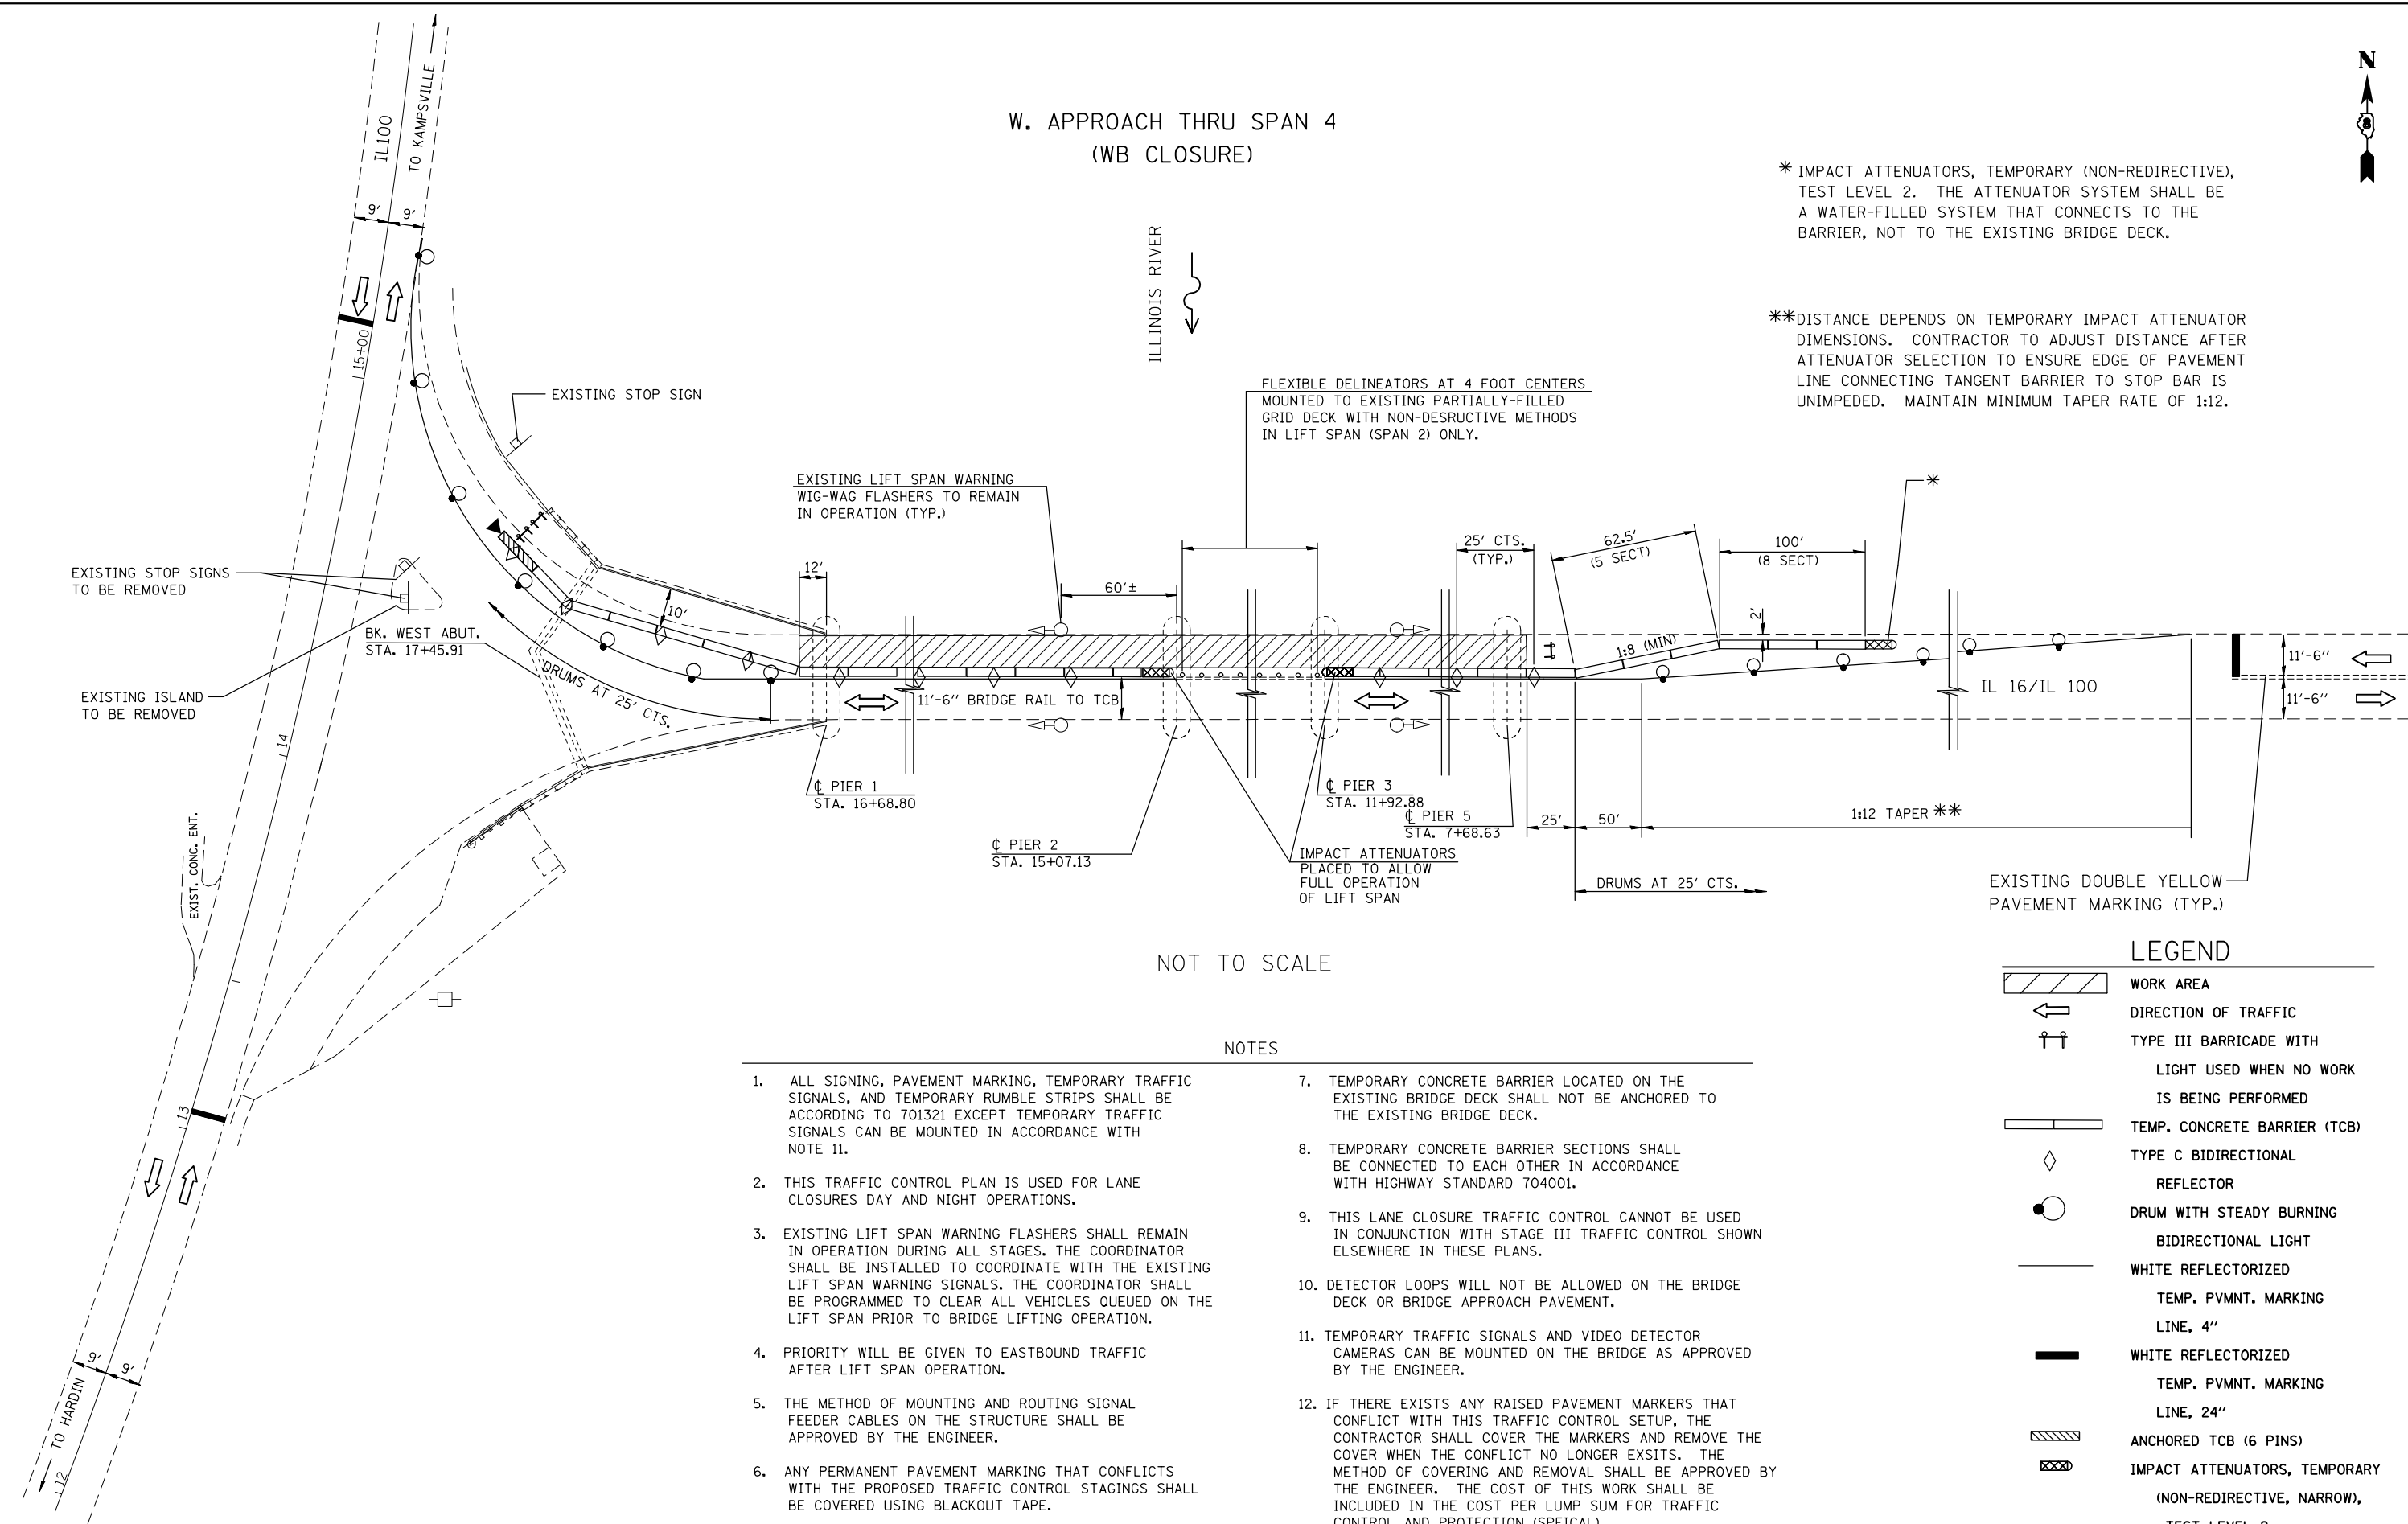 W. APPROACH THRU SPAN 4
(WB CLOSURE)
N
8
IL100
TO KAMPSVILLE
9'
9'
15+00
ILLINOIS RIVER
* IMPACT ATTENUATORS, TEMPORARY (NON-REDIRECTIVE),
TEST LEVEL 2. THE ATTENUATOR SYSTEM SHALL BE
A WATER-FILLED SYSTEM THAT CONNECTS TO THE
BARRIER, NOT TO THE EXISTING BRIDGE DECK.
**DISTANCE DEPENDS ON TEMPORARY IMPACT ATTENUATOR
DIMENSIONS. CONTRACTOR TO ADJUST DISTANCE AFTER
ATTENUATOR SELECTION TO ENSURE EDGE OF PAVEMENT
LINE CONNECTING TANGENT BARRIER TO STOP BAR IS
UNIMPEDED. MAINTAIN MINIMUM TAPER RATE OF 1:12.
EXISTING STOP SIGN
FLEXIBLE DELINEATORS AT 4 FOOT CENTERS
MOUNTED TO EXISTING PARTIALLY-FILLED
GRID DECK WITH NON-DESRUCTIVE METHODS
IN LIFT SPAN (SPAN 2) ONLY.
EXISTING LIFT SPAN WARNING
WIG-WAG FLASHERS TO REMAIN
IN OPERATION (TYP.)
*
25' CTS.
(TYP.)
62.5'
(5 SECT)
100'
(8 SECT)
EXISTING STOP SIGNS
TO BE REMOVED
12'
60'±
10'
2'
BK. WEST ABUT.
STA. 17+45.91
1:8 (MIN)
11'-6"
EXISTING ISLAND
TO BE REMOVED
DRUMS AT 25' CTS.
11'-6" BRIDGE RAIL TO TCB
IL 16/IL 100
11'-6"
14
℄ PIER 1
STA. 16+68.80
℄ PIER 3
STA. 11+92.88
℄ PIER 5
STA. 7+68.63
25'
50'
1:12 TAPER **
℄ PIER 2
STA. 15+07.13
IMPACT ATTENUATORS
PLACED TO ALLOW
FULL OPERATION
OF LIFT SPAN
DRUMS AT 25' CTS.
EXISTING DOUBLE YELLOW
PAVEMENT MARKING (TYP.)
EXIST. CONC. ENT.
13
9'
9'
TO HARDIN
12
NOT TO SCALE
NOTES
1. ALL SIGNING, PAVEMENT MARKING, TEMPORARY TRAFFIC
SIGNALS, AND TEMPORARY RUMBLE STRIPS SHALL BE
ACCORDING TO 701321 EXCEPT TEMPORARY TRAFFIC
SIGNALS CAN BE MOUNTED IN ACCORDANCE WITH
NOTE 11.
2. THIS TRAFFIC CONTROL PLAN IS USED FOR LANE
CLOSURES DAY AND NIGHT OPERATIONS.
3. EXISTING LIFT SPAN WARNING FLASHERS SHALL REMAIN
IN OPERATION DURING ALL STAGES. THE COORDINATOR
SHALL BE INSTALLED TO COORDINATE WITH THE EXISTING
LIFT SPAN WARNING SIGNALS. THE COORDINATOR SHALL
BE PROGRAMMED TO CLEAR ALL VEHICLES QUEUED ON THE
LIFT SPAN PRIOR TO BRIDGE LIFTING OPERATION.
4. PRIORITY WILL BE GIVEN TO EASTBOUND TRAFFIC
AFTER LIFT SPAN OPERATION.
5. THE METHOD OF MOUNTING AND ROUTING SIGNAL
FEEDER CABLES ON THE STRUCTURE SHALL BE
APPROVED BY THE ENGINEER.
6. ANY PERMANENT PAVEMENT MARKING THAT CONFLICTS
WITH THE PROPOSED TRAFFIC CONTROL STAGINGS SHALL
BE COVERED USING BLACKOUT TAPE.
7. TEMPORARY CONCRETE BARRIER LOCATED ON THE
EXISTING BRIDGE DECK SHALL NOT BE ANCHORED TO
THE EXISTING BRIDGE DECK.
8. TEMPORARY CONCRETE BARRIER SECTIONS SHALL
BE CONNECTED TO EACH OTHER IN ACCORDANCE
WITH HIGHWAY STANDARD 704001.
9. THIS LANE CLOSURE TRAFFIC CONTROL CANNOT BE USED
IN CONJUNCTION WITH STAGE III TRAFFIC CONTROL SHOWN
ELSEWHERE IN THESE PLANS.
10. DETECTOR LOOPS WILL NOT BE ALLOWED ON THE BRIDGE
DECK OR BRIDGE APPROACH PAVEMENT.
11. TEMPORARY TRAFFIC SIGNALS AND VIDEO DETECTOR
CAMERAS CAN BE MOUNTED ON THE BRIDGE AS APPROVED
BY THE ENGINEER.
12. IF THERE EXISTS ANY RAISED PAVEMENT MARKERS THAT
CONFLICT WITH THIS TRAFFIC CONTROL SETUP, THE
CONTRACTOR SHALL COVER THE MARKERS AND REMOVE THE
COVER WHEN THE CONFLICT NO LONGER EXSITS. THE
METHOD OF COVERING AND REMOVAL SHALL BE APPROVED BY
THE ENGINEER. THE COST OF THIS WORK SHALL BE
INCLUDED IN THE COST PER LUMP SUM FOR TRAFFIC
CONTROL AND PROTECTION (SPEICAL)
LEGEND
WORK AREA
DIRECTION OF TRAFFIC
TYPE III BARRICADE WITH
LIGHT USED WHEN NO WORK
IS BEING PERFORMED
TEMP. CONCRETE BARRIER (TCB)
TYPE C BIDIRECTIONAL
REFLECTOR
DRUM WITH STEADY BURNING
BIDIRECTIONAL LIGHT
WHITE REFLECTORIZED
TEMP. PVMNT. MARKING
LINE, 4"
WHITE REFLECTORIZED
TEMP. PVMNT. MARKING
LINE, 24"
ANCHORED TCB (6 PINS)
IMPACT ATTENUATORS, TEMPORARY
(NON-REDIRECTIVE, NARROW),
TEST LEVEL